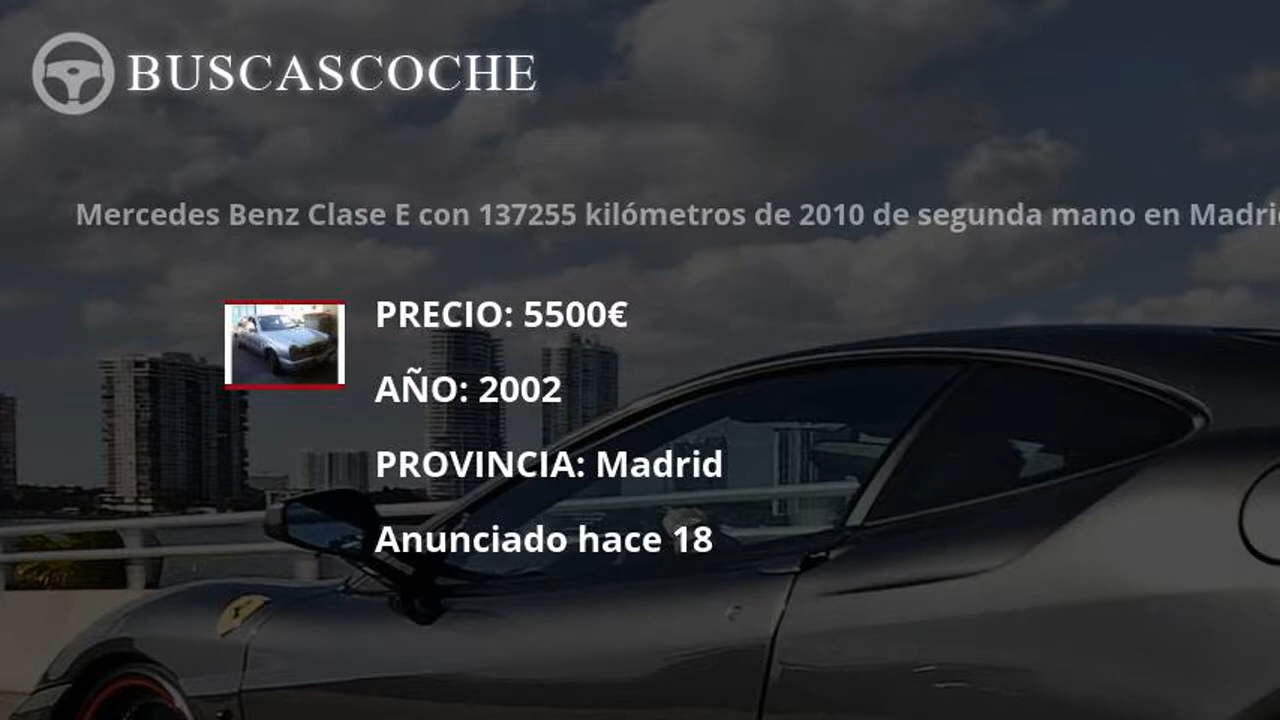 BUSCASCOCHE
Mercedes Benz Clase E con 137255 kilómetros de 2010 de segunda mano en Madri
PRECIO: 5500€
AÑO: 2002
PROVINCIA: Madrid
Anunciado hace 18